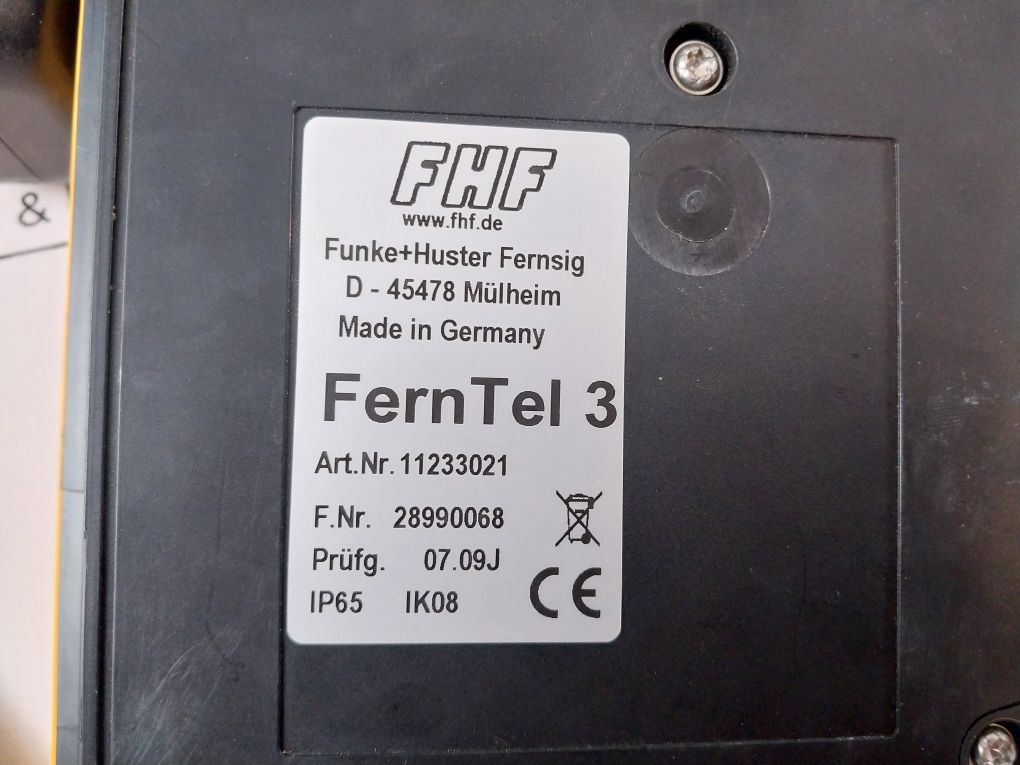 &
FHF
www.fhf.de
Funke+Huster Fernsig
D - 45478 Mülheim
Made in Germany
FernTel 3
Art.Nr. 11233021
F.Nr. 28990068
Prüfg. 07.09J
IP65 IK08
CE